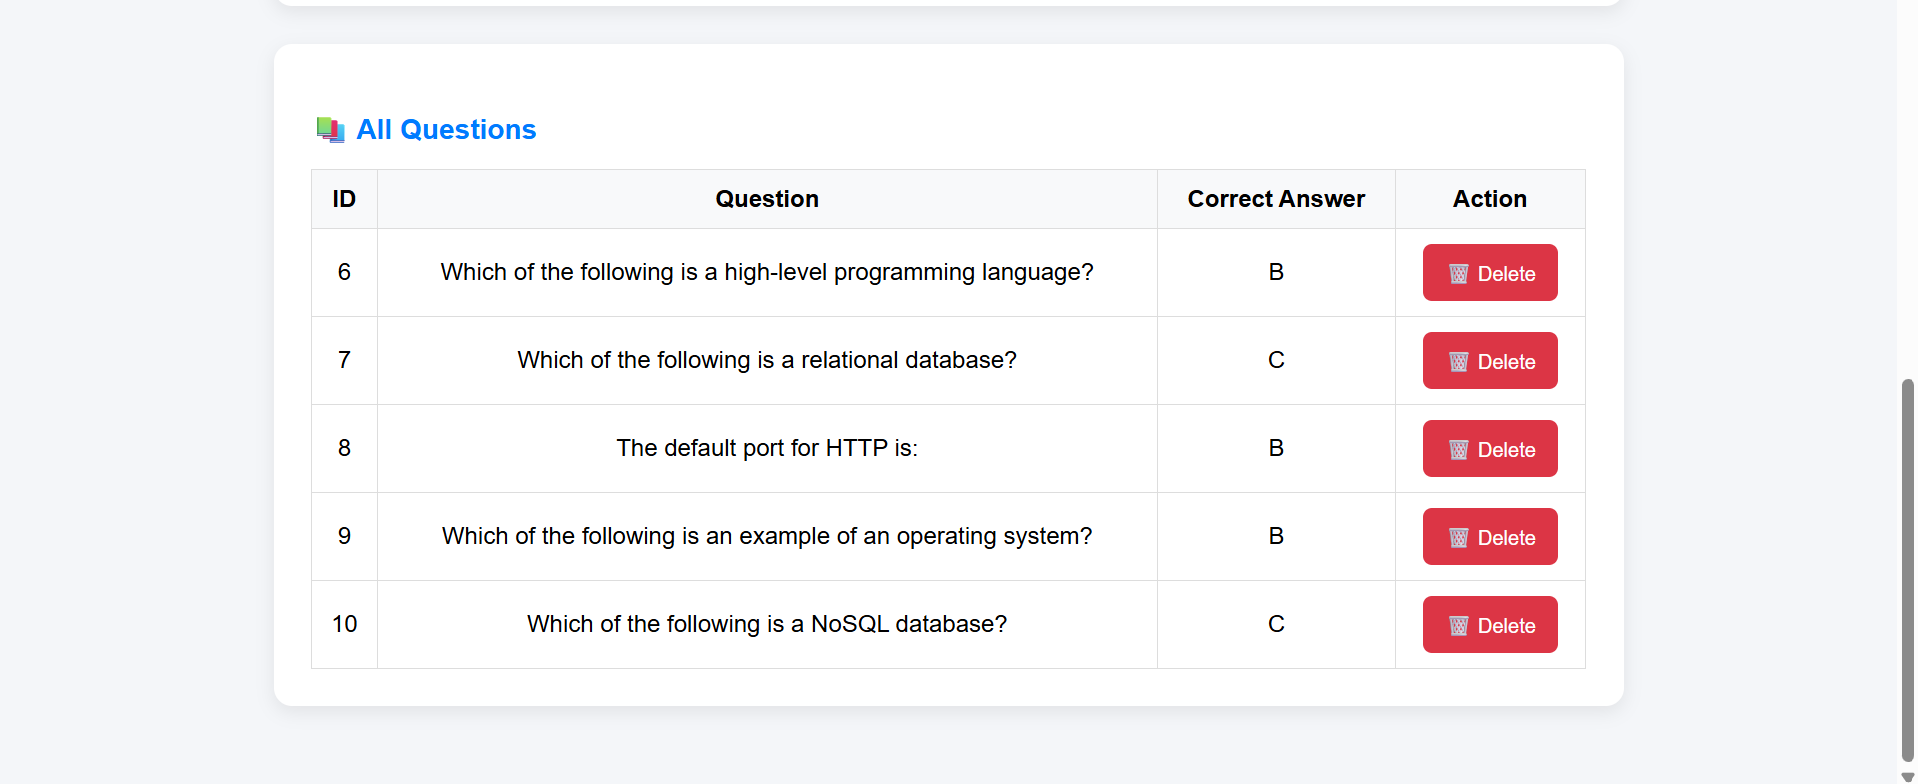 All Questions
ID Question Correct Answer Action
6 Which of the following is a high-level programming language? B Delete
7 Which of the following is a relational database? C Delete
8 The default port for HTTP is: B Delete
9 Which of the following is an example of an operating system? B Delete
10 Which of the following is a NoSQL database? C Delete